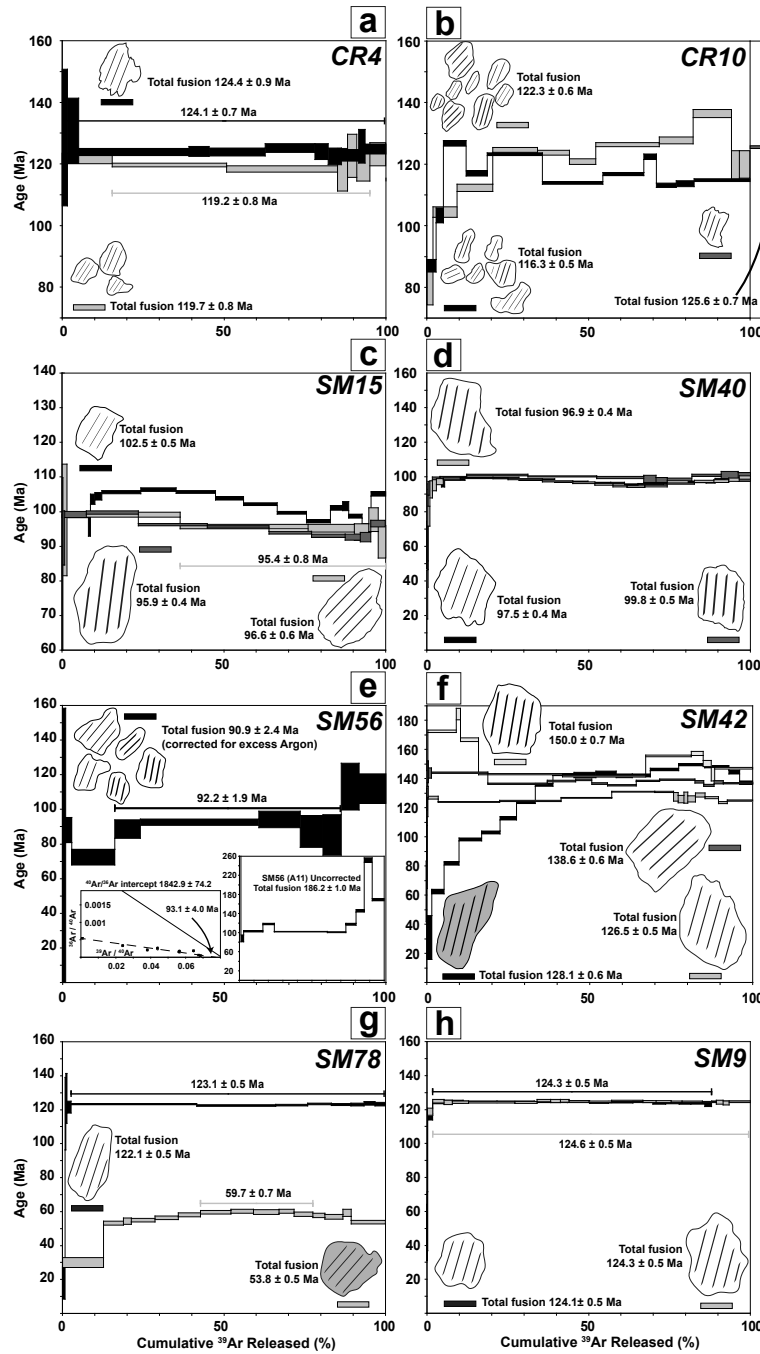 a
CR4
160
140
120
100
80
0
50
100
Age (Ma)
Total fusion 124.4 ± 0.9 Ma
124.1 ± 0.7 Ma
119.2 ± 0.8 Ma
Total fusion 119.7 ± 0.8 Ma
b
CR10
160
140
120
100
80
0
50
100
Total fusion
122.3 ± 0.6 Ma
Total fusion
116.3 ± 0.5 Ma
Total fusion 125.6 ± 0.7 Ma
c
SM15
140
130
120
110
100
90
80
70
60
0
50
100
Age (Ma)
Total fusion
102.5 ± 0.5 Ma
95.4 ± 0.8 Ma
Total fusion
95.9 ± 0.4 Ma
Total fusion
96.6 ± 0.6 Ma
d
SM40
160
140
120
100
80
60
40
20
0
50
100
Total fusion 96.9 ± 0.4 Ma
Total fusion
97.5 ± 0.4 Ma
Total fusion
99.8 ± 0.5 Ma
e
SM56
160
140
120
100
80
60
40
20
0
50
100
Age (Ma)
Total fusion 90.9 ± 2.4 Ma
(corrected for excess Argon)
92.2 ± 1.9 Ma
⁴⁰Ar/³⁶Ar intercept 1842.9 ± 74.2
93.1 ± 4.0 Ma
0.0015
0.001
³⁶Ar / ⁴⁰Ar
³⁹Ar / ⁴⁰Ar
0.02
0.04
0.06
260
200
150
100
50
SM56 (A11) Uncorrected
Total fusion 186.2 ± 1.0 Ma
f
SM42
180
160
140
120
100
80
60
40
20
0
50
100
Total fusion
150.0 ± 0.7 Ma
Total fusion
138.6 ± 0.6 Ma
Total fusion
126.5 ± 0.5 Ma
Total fusion 128.1 ± 0.6 Ma
g
SM78
160
140
120
100
80
60
40
20
0
50
100
Age (Ma)
123.1 ± 0.5 Ma
Total fusion
122.1 ± 0.5 Ma
59.7 ± 0.7 Ma
Total fusion
53.8 ± 0.5 Ma
Cumulative ³⁹Ar Released (%)
h
SM9
160
140
120
100
80
60
40
20
0
50
100
124.3 ± 0.5 Ma
124.6 ± 0.5 Ma
Total fusion
124.3 ± 0.5 Ma
Total fusion 124.1± 0.5 Ma
Cumulative ³⁹Ar Released (%)